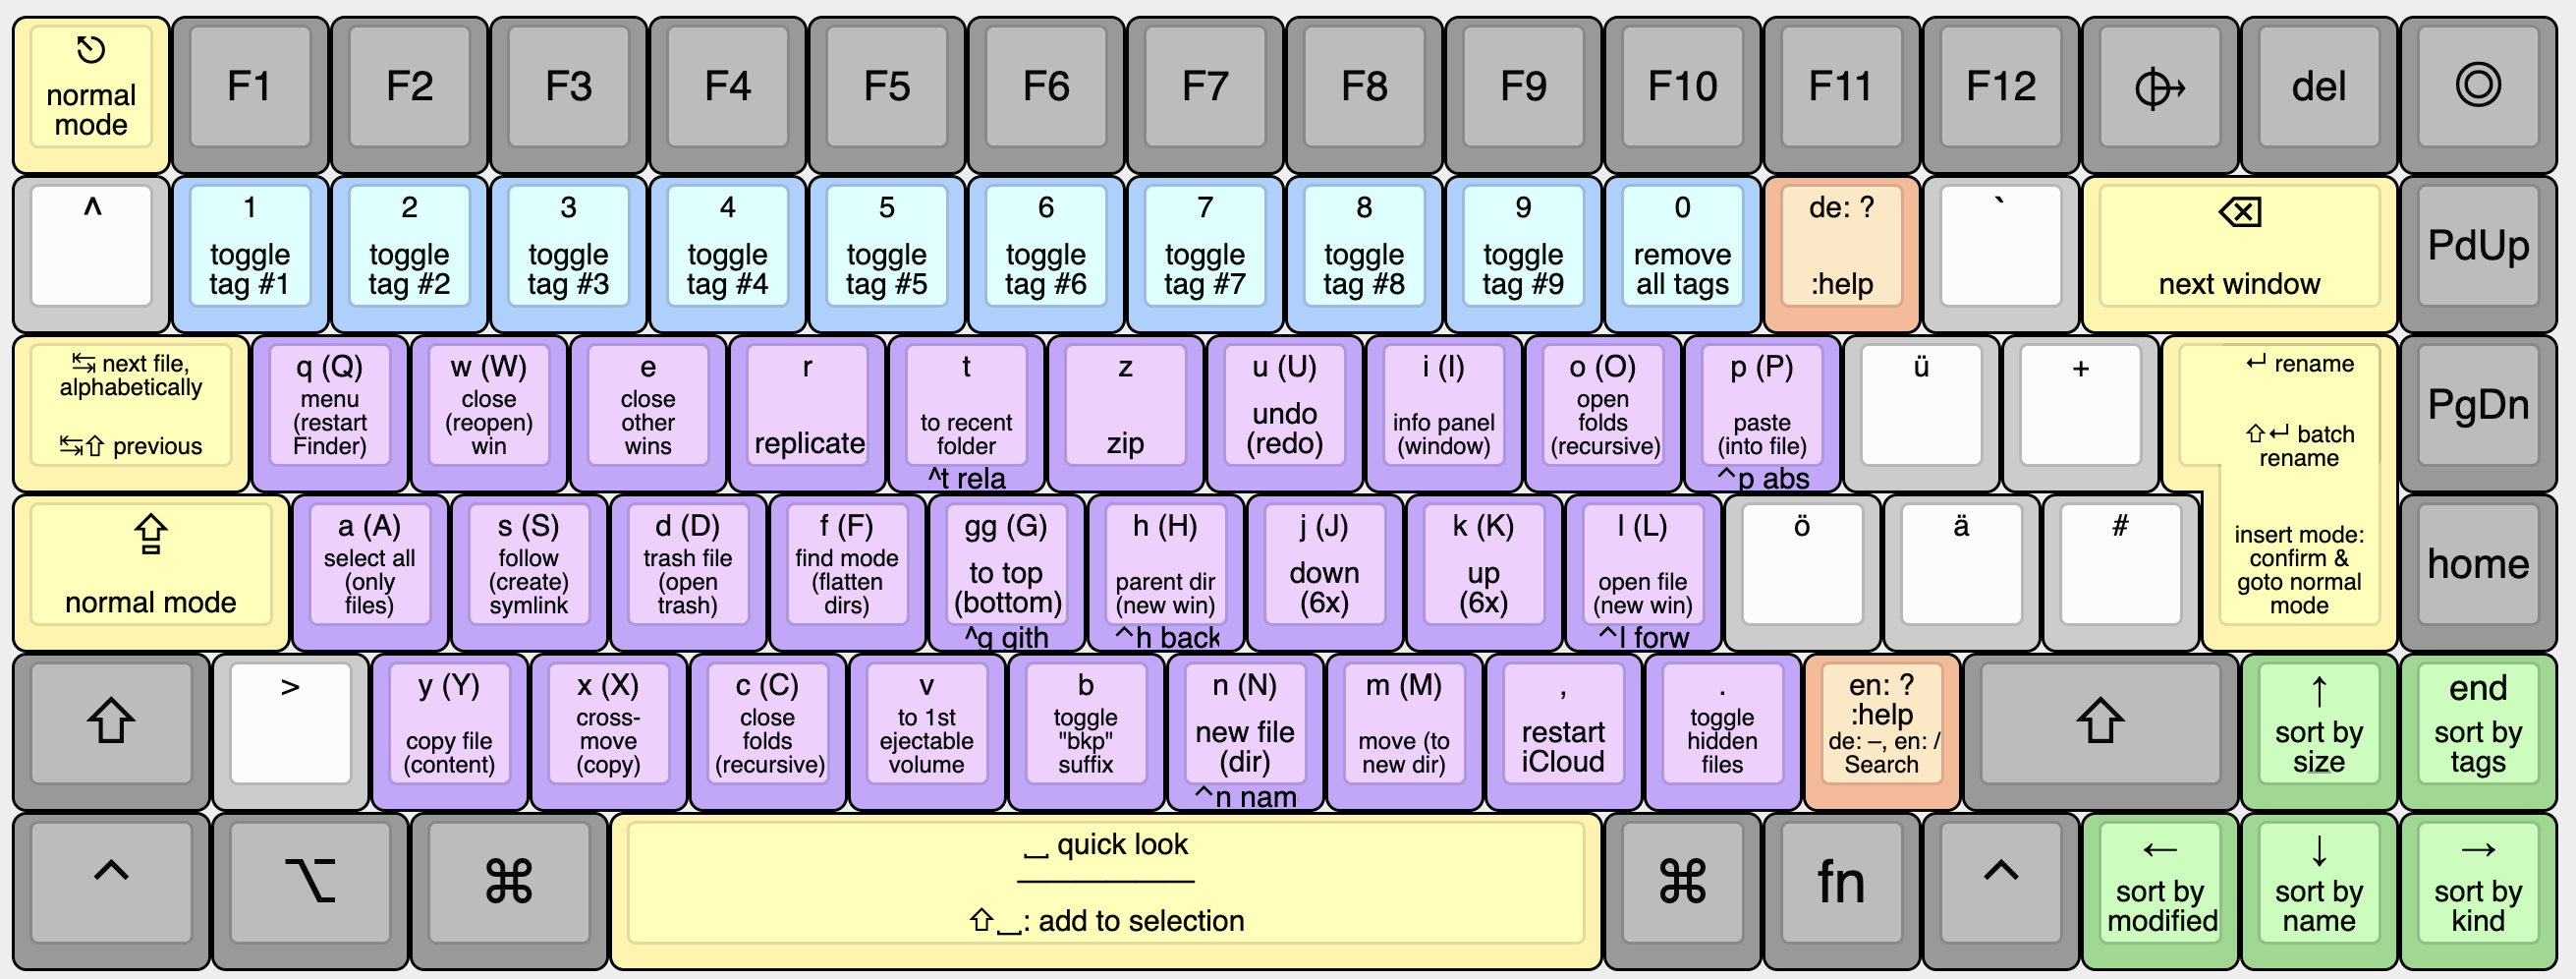 normal
mode
F1
F2
F3
F4
F5
F6
F7
F8
F9
F10
F11
F12
del
^
1
toggle
tag #1
2
toggle
tag #2
3
toggle
tag #3
4
toggle
tag #4
5
toggle
tag #5
6
toggle
tag #6
7
toggle
tag #7
8
toggle
tag #8
9
toggle
tag #9
0
remove
all tags
de: ?
:help
`
⌫
next window
PdUp
↹ next file,
alphabetically
↹⇧ previous
q (Q)
menu
(restart
Finder)
w (W)
close
(reopen)
win
e
close
other
wins
r
replicate
t
to recent
folder
^t rela
z
zip
u (U)
undo
(redo)
i (I)
info panel
(window)
o (O)
open
folds
(recursive)
p (P)
paste
(into file)
^p abs
ü
+
↵ rename
⇧↵ batch
rename
insert mode:
confirm &
goto normal
mode
PgDn
⇪
normal mode
a (A)
select all
(only
files)
s (S)
follow
(create)
symlink
d (D)
trash file
(open
trash)
f (F)
find mode
(flatten
dirs)
gg (G)
to top
(bottom)
^g gith
h (H)
parent dir
(new win)
^h back
j (J)
down
(6x)
k (K)
up
(6x)
l (L)
open file
(new win)
^l forw
ö
ä
#
home
⇧
>
y (Y)
copy file
(content)
x (X)
cross-
move
(copy)
c (C)
close
folds
(recursive)
v
to 1st
ejectable
volume
b
toggle
"bkp"
suffix
n (N)
new file
(dir)
^n nam
m (M)
move (to
new dir)
,
restart
iCloud
.
toggle
hidden
files
en: ?
:help
de: –, en: /
Search
⇧
↑
sort by
size
end
sort by
tags
^
⌥
⌘
⎵ quick look
⇧⎵: add to selection
⌘
fn
^
←
sort by
modified
↓
sort by
name
→
sort by
kind